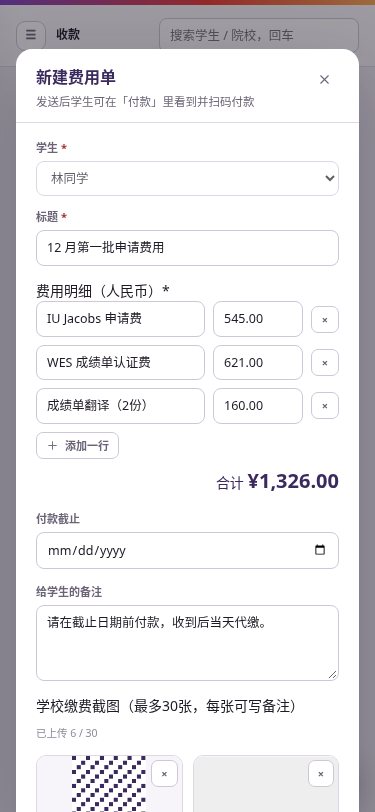 收款
搜索学生 / 院校，回车
新建费用单
发送后学生可在「付款」里看到并扫码付款
学生 *
林同学
标题 *
12 月第一批申请费用
费用明细（人民币）*
IU Jacobs 申请费 545.00
WES 成绩单认证费 621.00
成绩单翻译（2份） 160.00
＋ 添加一行
合计 ¥1,326.00
付款截止
mm/dd/yyyy
给学生的备注
请在截止日期前付款，收到后当天代缴。
学校缴费截图（最多30张，每张可写备注）
已上传 6 / 30